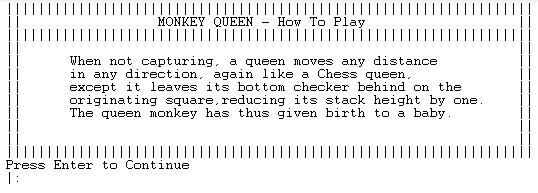 MONKEY QUEEN - How To Play
When not capturing, a queen moves any distance
in any direction, again like a Chess queen,
except it leaves its bottom checker behind on the
originating square,reducing its stack height by one.
The queen monkey has thus given birth to a baby.
Press Enter to Continue
|: